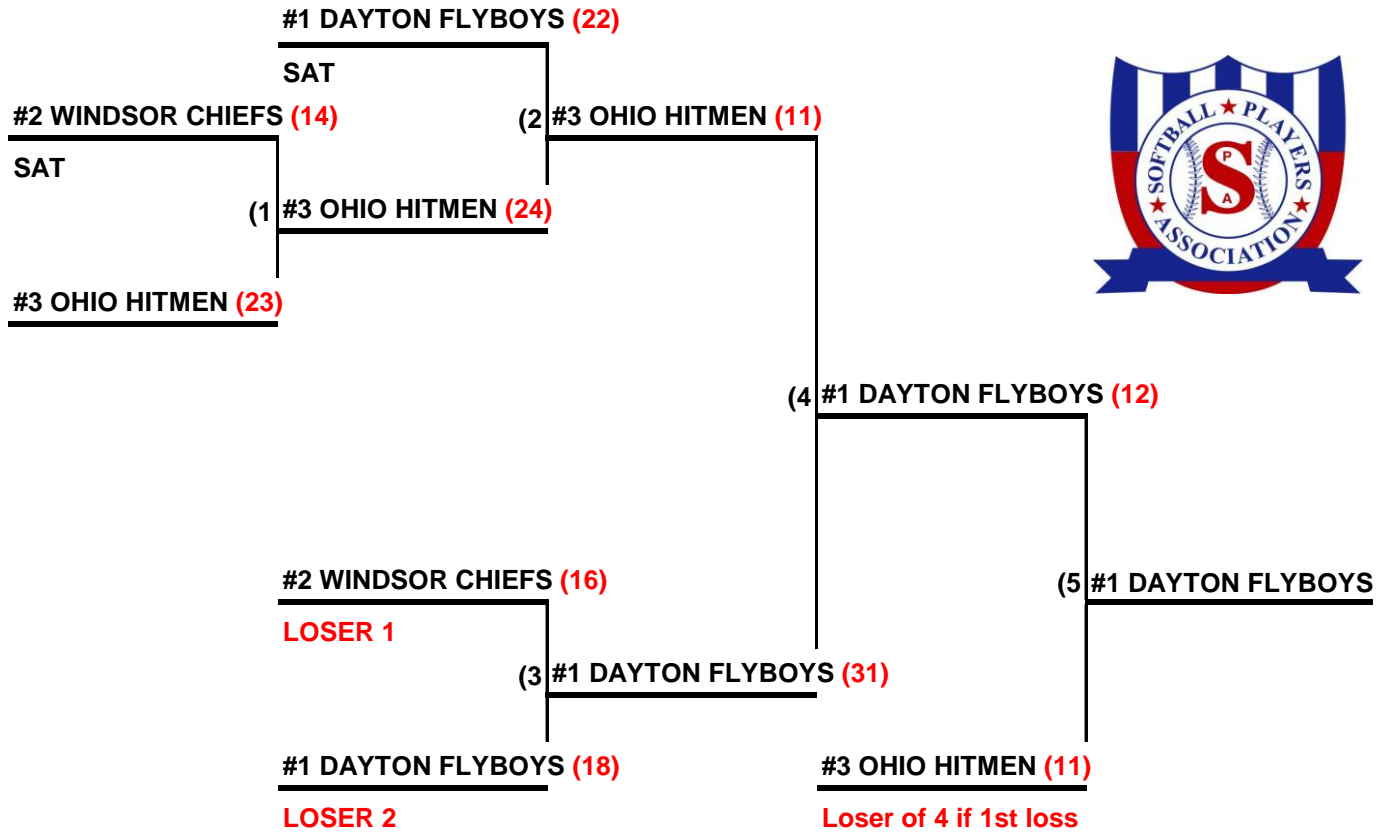 #1 DAYTON FLYBOYS (22)
SAT
#2 WINDSOR CHIEFS (14)
(2 #3 OHIO HITMEN (11)
SAT
(1 #3 OHIO HITMEN (24)
#3 OHIO HITMEN (23)
SOFTBALL ★ PLAYERS ★ ASSOCIATION ★
P
S
A
(4 #1 DAYTON FLYBOYS (12)
#2 WINDSOR CHIEFS (16)
(5 #1 DAYTON FLYBOYS
LOSER 1
(3 #1 DAYTON FLYBOYS (31)
#1 DAYTON FLYBOYS (18)
#3 OHIO HITMEN (11)
LOSER 2
Loser of 4 if 1st loss